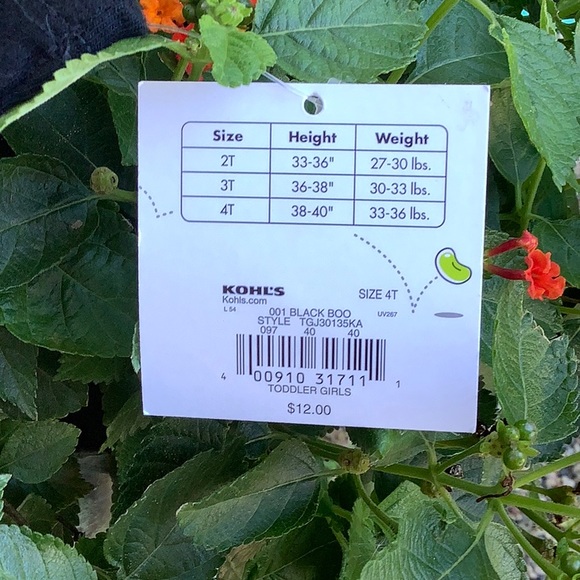 Size Height Weight
2T 33-36" 27-30 lbs.
3T 36-38" 30-33 lbs.
4T 38-40" 33-36 lbs.
KOHL'S SIZE 4T
Kohls.com
L 54 001 BLACK BOO UV267
STYLE TGJ30135KA
097 40 40
4 00910 31711 1
TODDLER GIRLS
$12.00